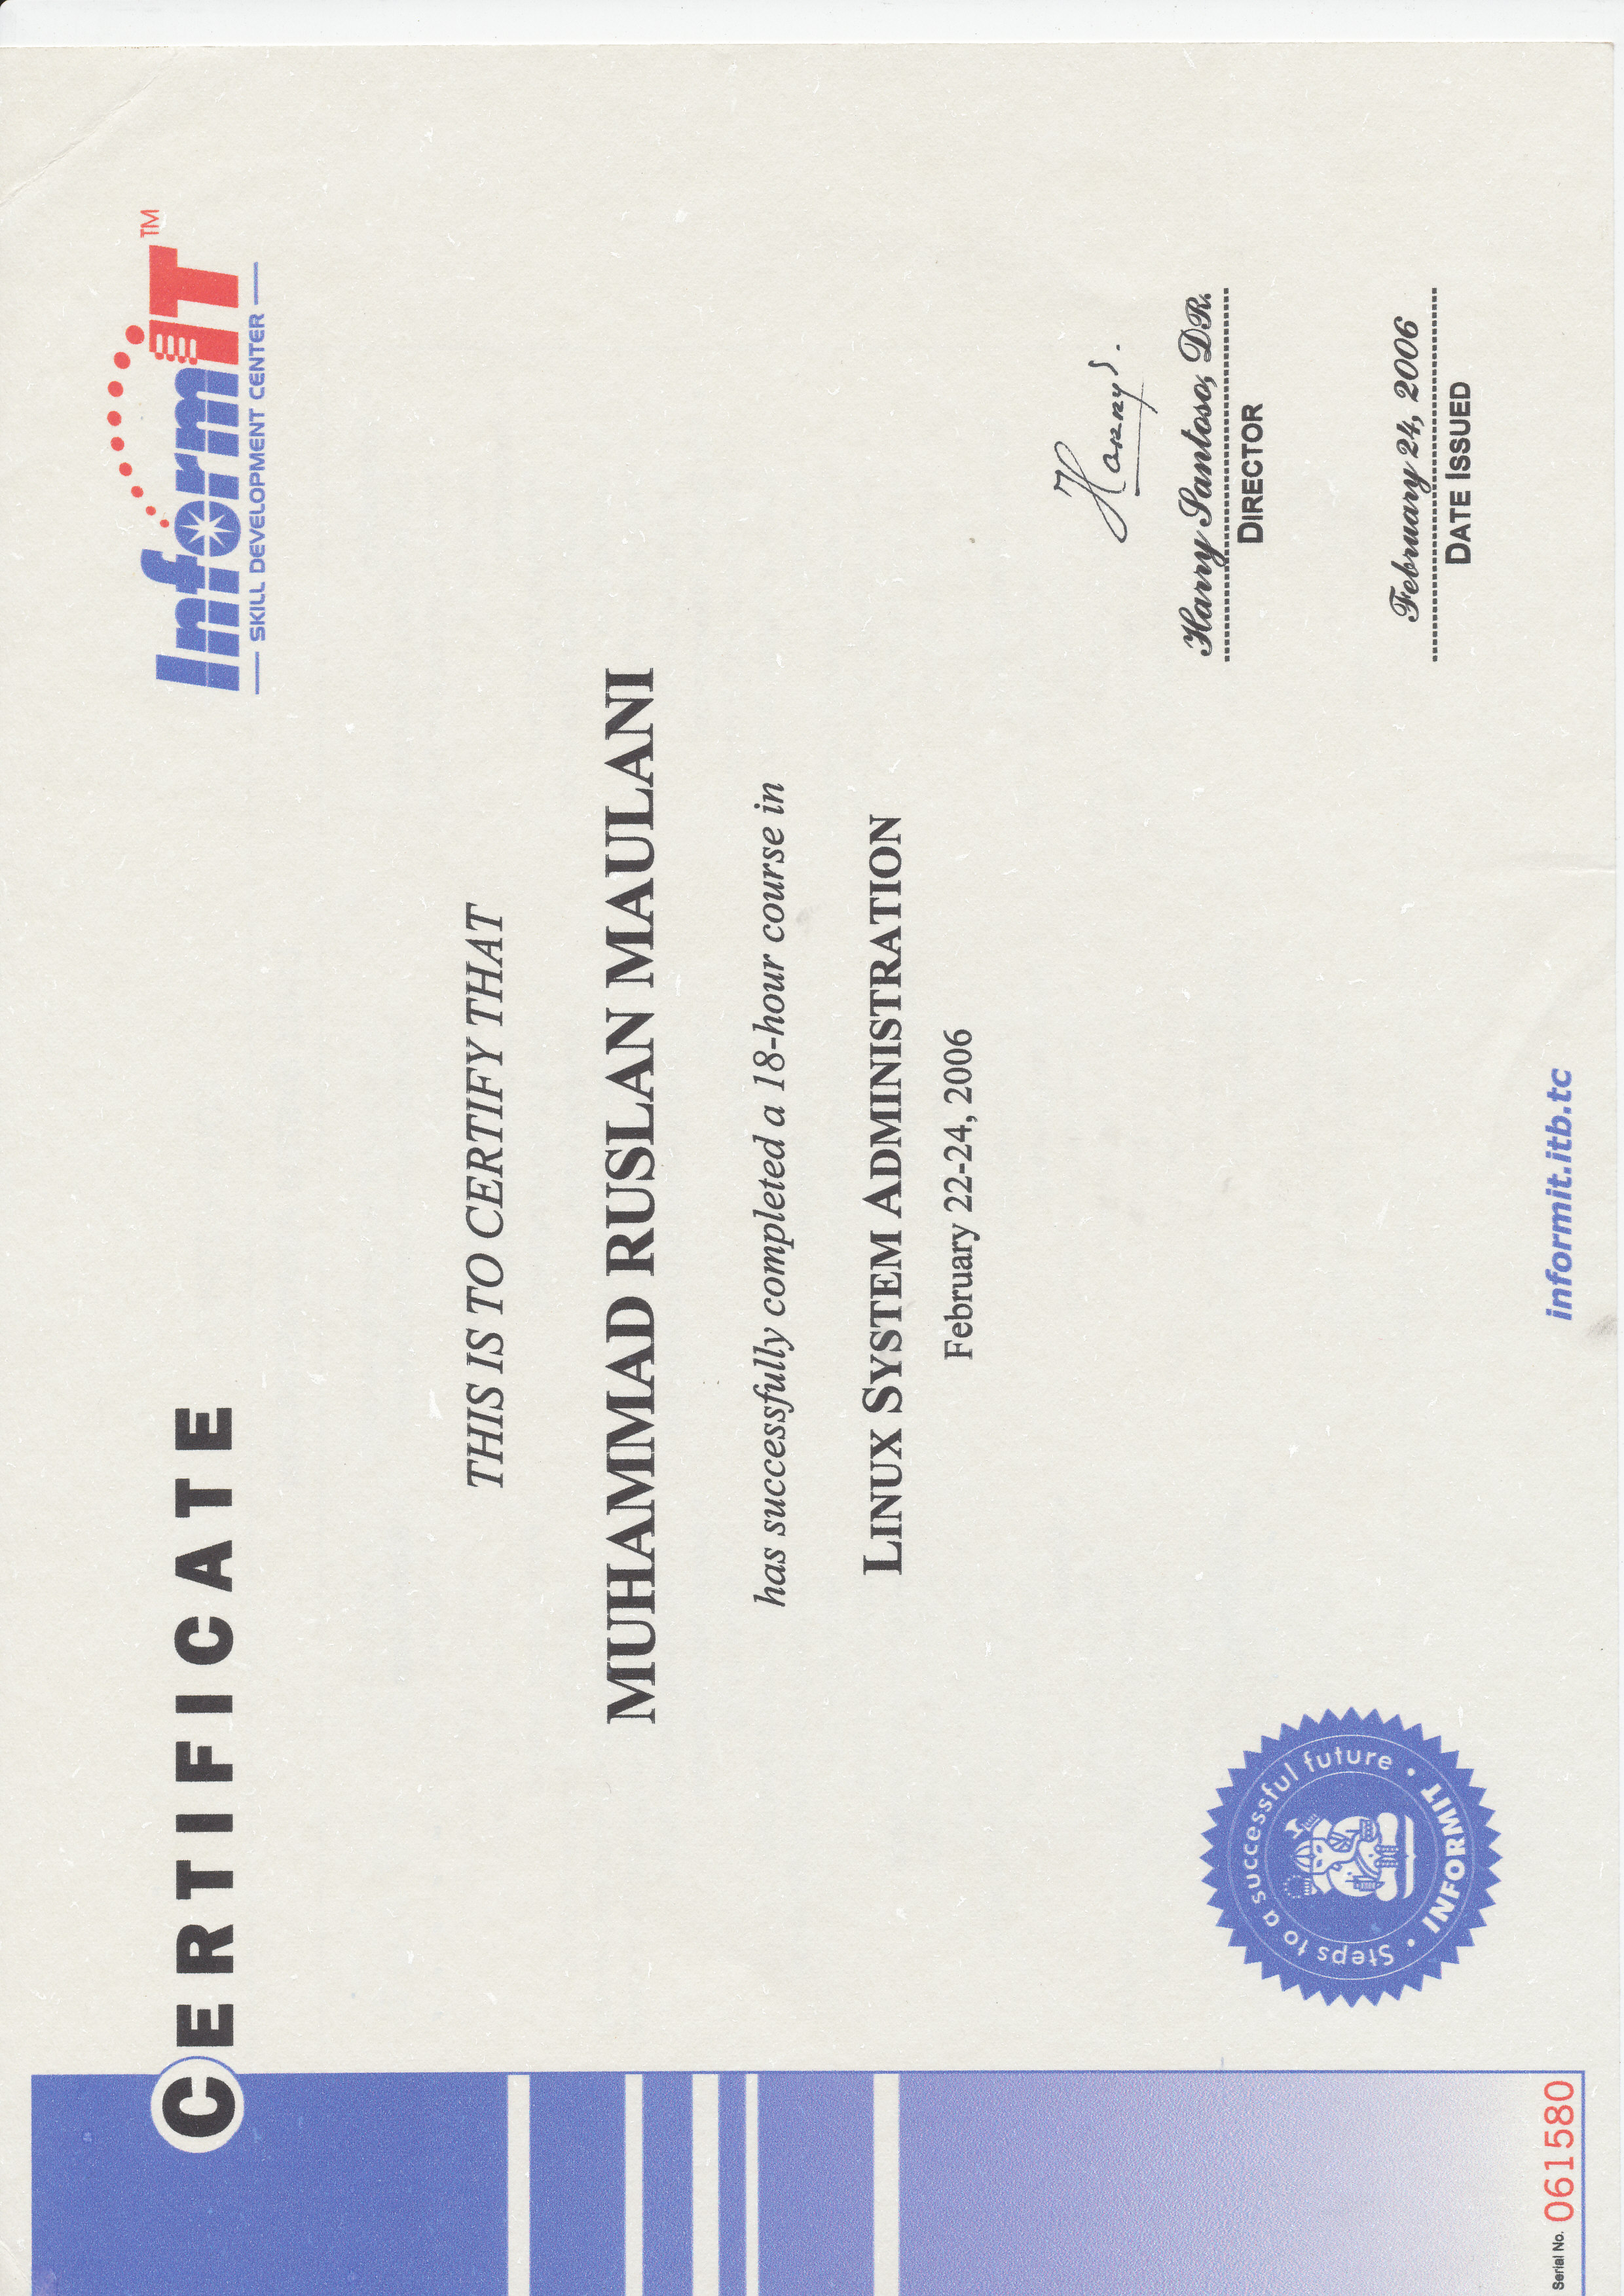 CERTIFICATE
InformIT™
SKILL DEVELOPMENT CENTER
THIS IS TO CERTIFY THAT
MUHAMMAD RUSLAN MAULANI
has successfully completed a 18-hour course in
LINUX SYSTEM ADMINISTRATION
February 22-24, 2006
Harry S.
Harry Santoso, DR.
DIRECTOR
February 24, 2006
DATE ISSUED
Steps to a successful future • INFORMIT •
Serial No. 061580
informit.itb.tc